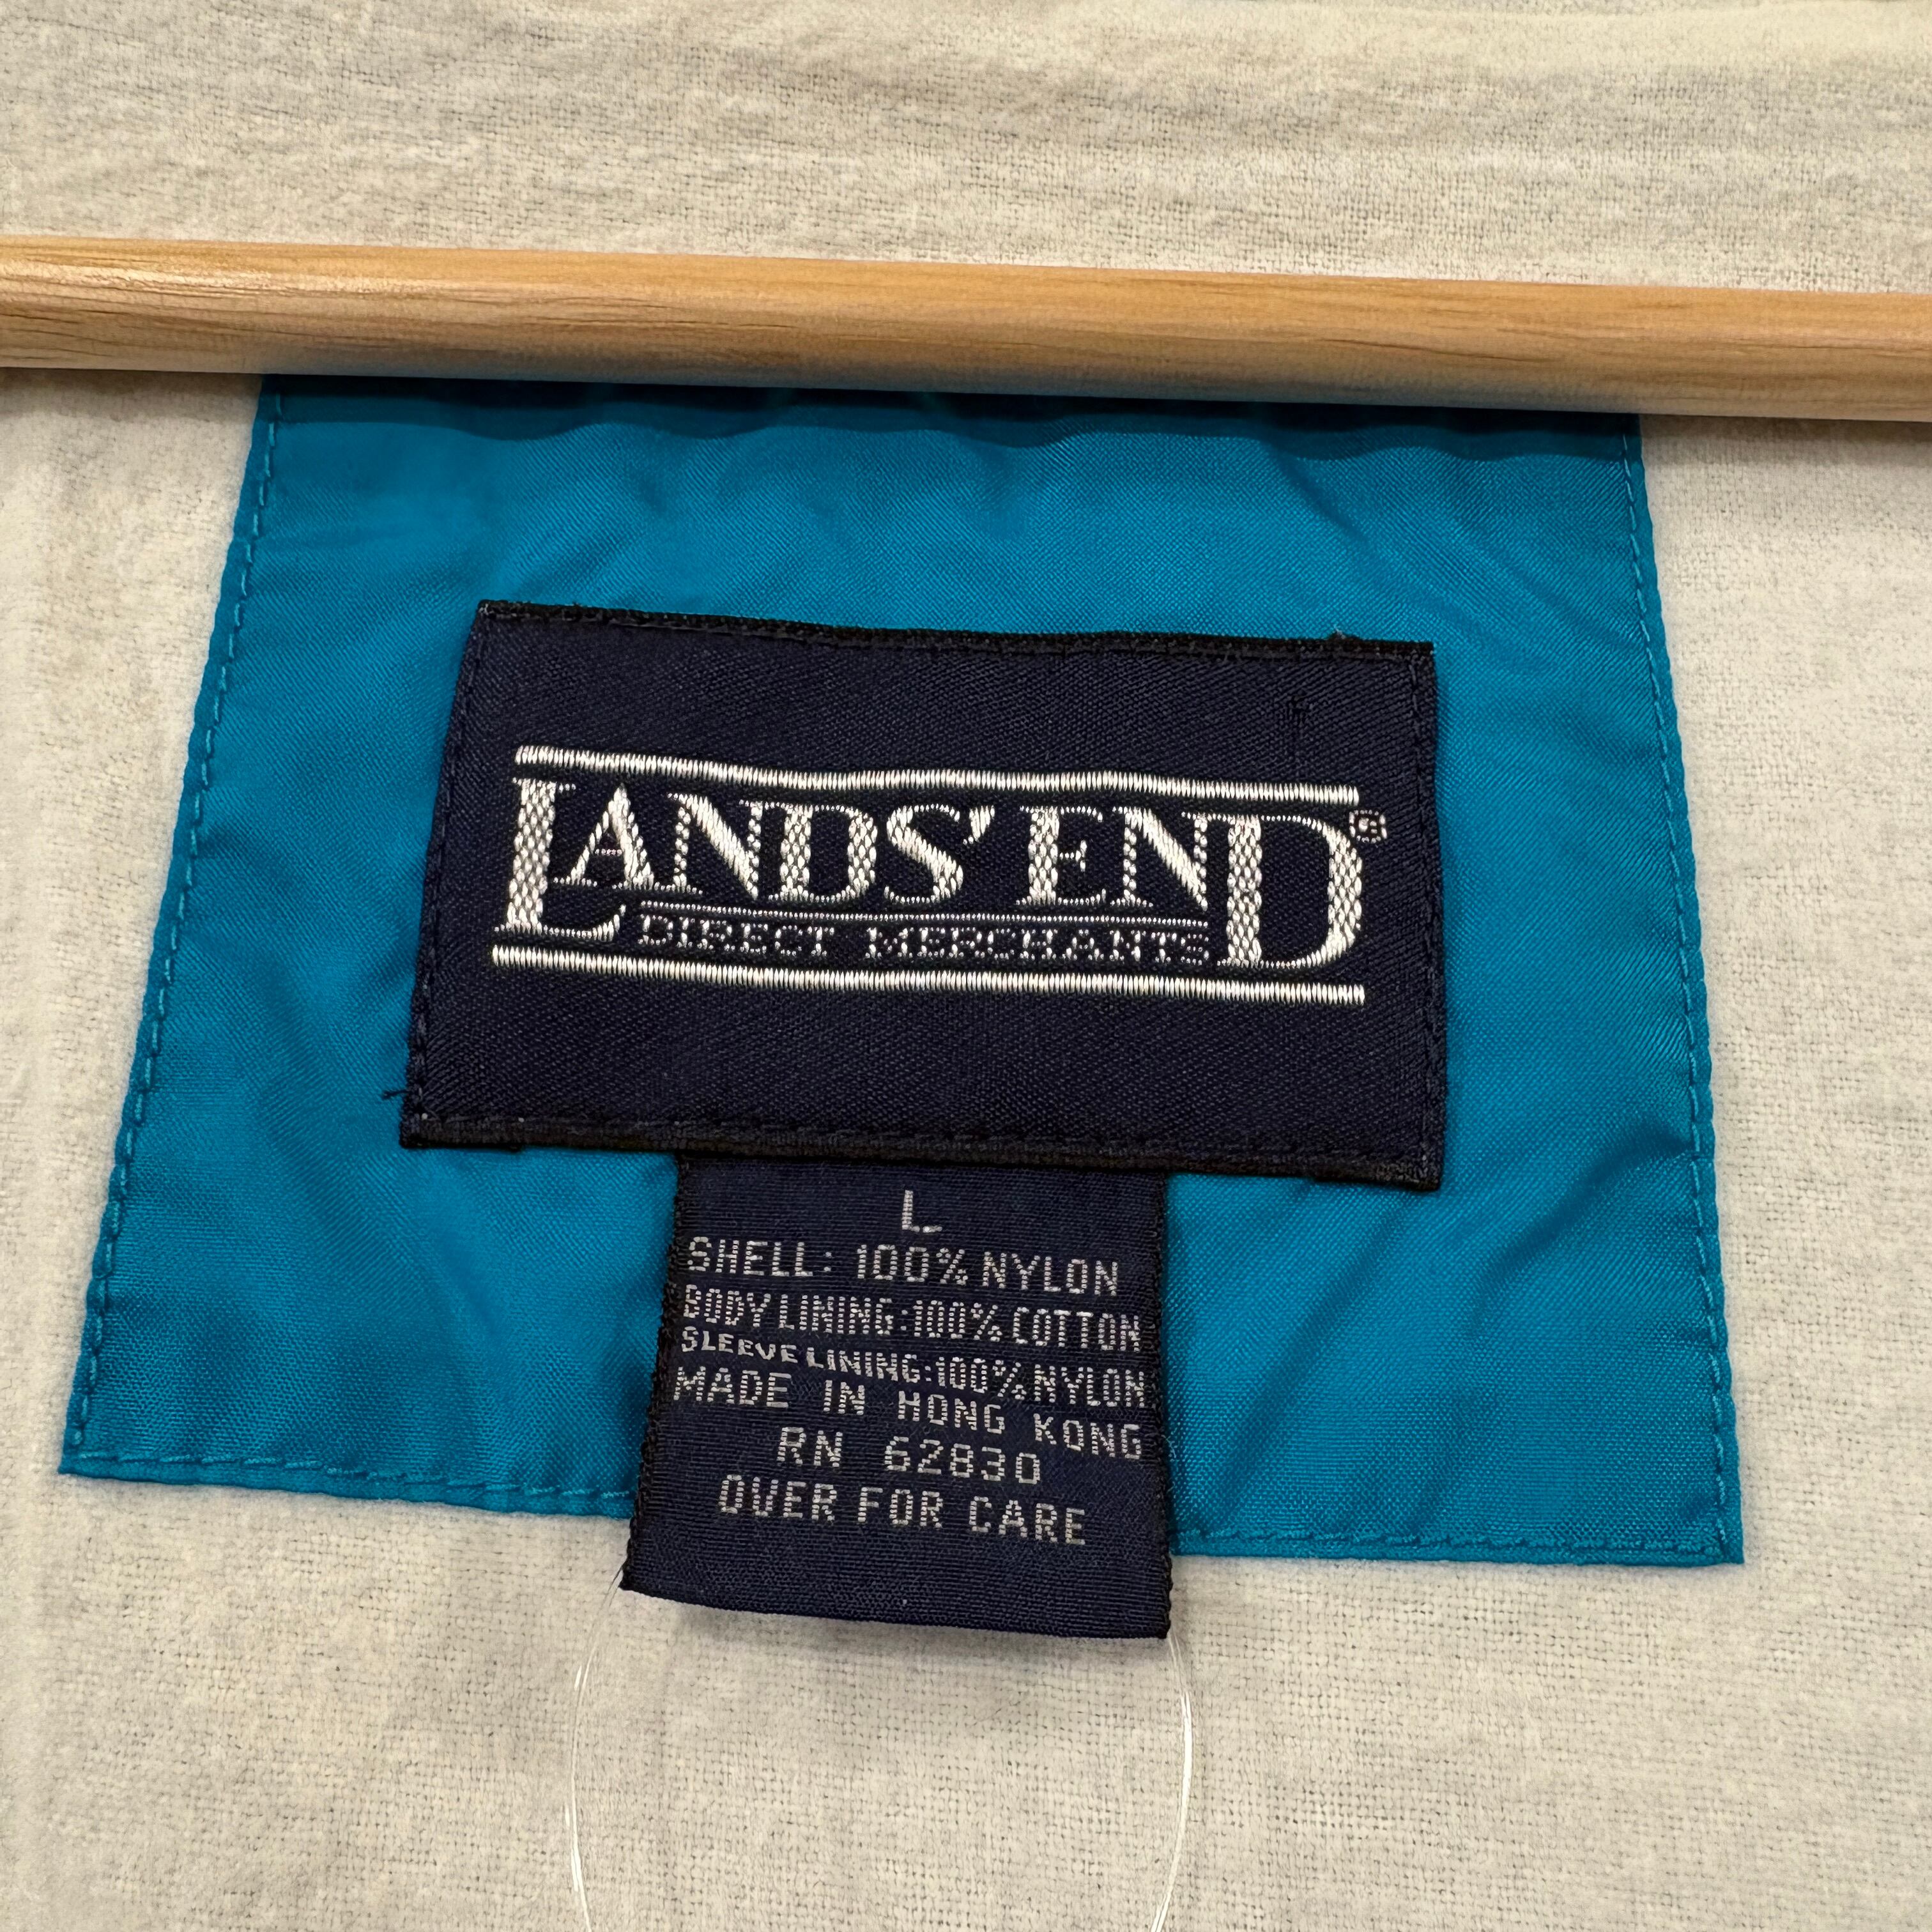 LANDS' END®
DIRECT MERCHANTS
L
SHELL: 100% NYLON
BODY LINING:100% COTTON
SLEEVE LINING:100% NYLON
MADE IN HONG KONG
RN 62830
OVER FOR CARE